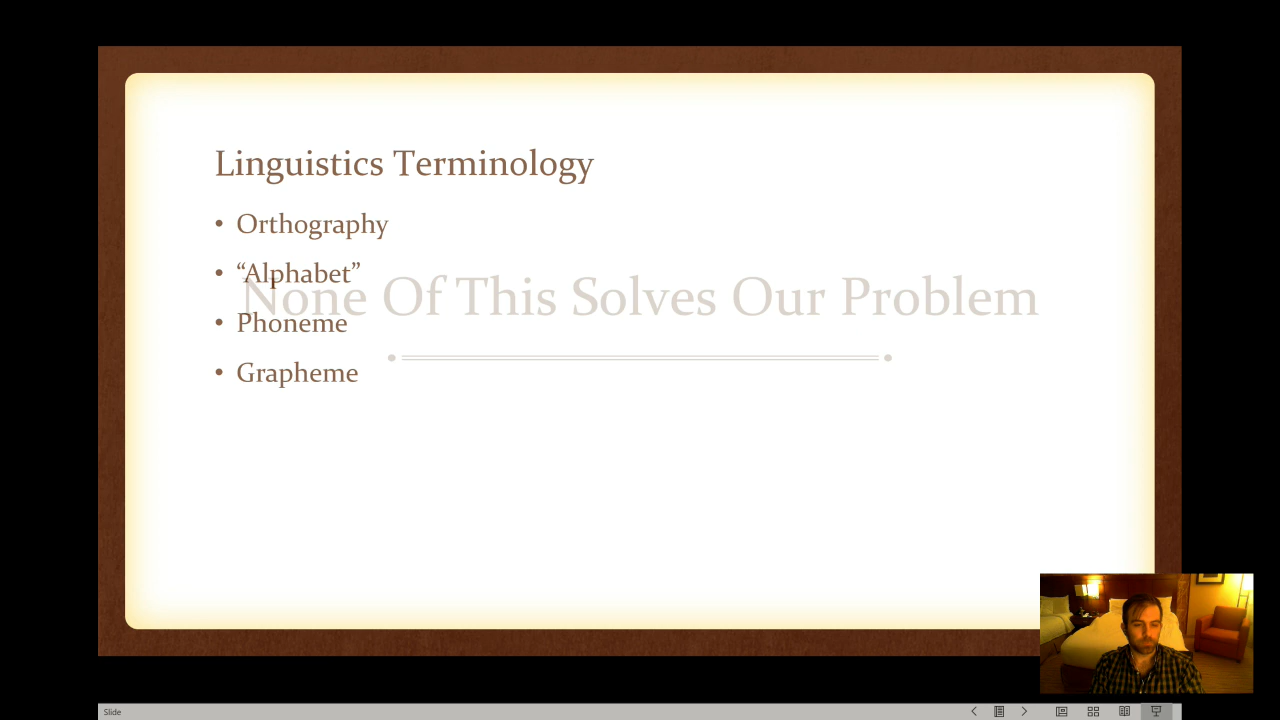 Linguistics Terminology
• Orthography
• “Alphabet”
None Of This Solves Our Problem
• Phoneme
• Grapheme
Slide